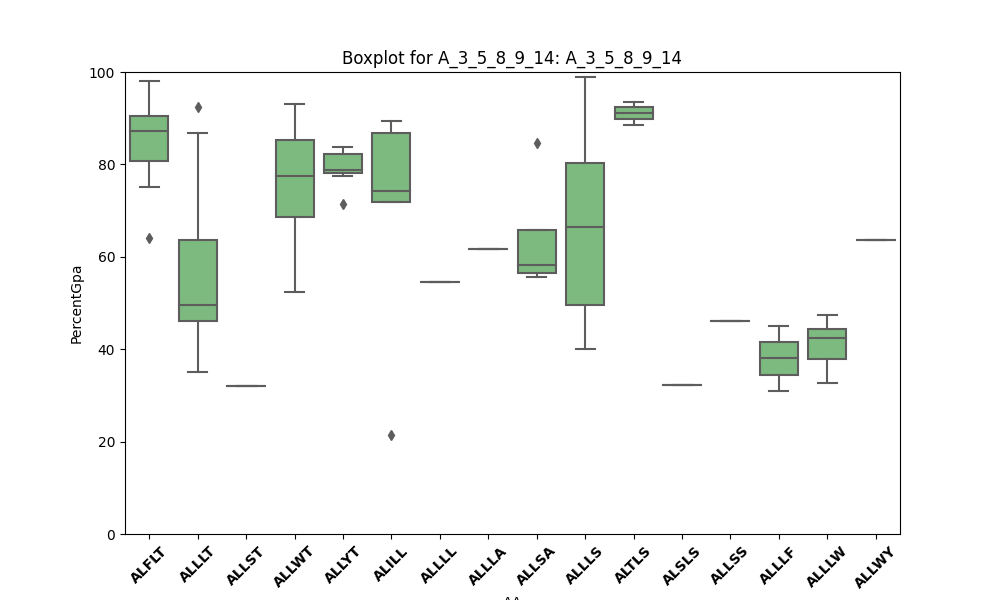 Boxplot for A_3_5_8_9_14: A_3_5_8_9_14
100
80
60
40
20
0
PercentGpa
ALFLT ALLLT ALLST ALLWT ALLYT ALILL ALLLL ALLLA ALLSA ALLLS ALTLS ALSLS ALLSS ALLLF ALLLW ALLWY